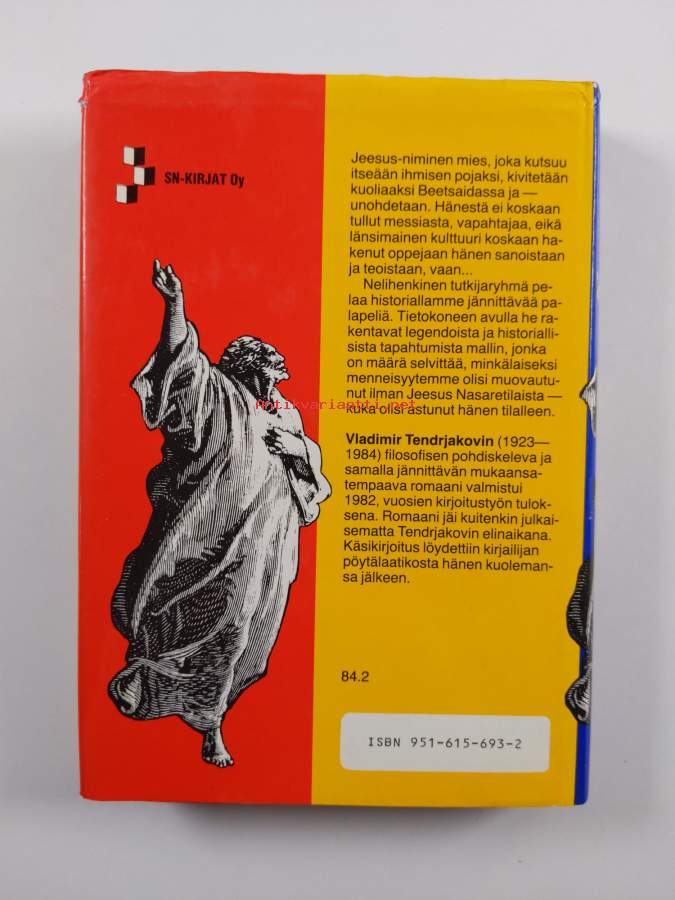 SN-KIRJAT Oy
Jeesus-niminen mies, joka kutsuu
itseään ihmisen pojaksi, kivitetään
kuoliaaksi Beetsaidassa ja —
unohdetaan. Hänestä ei koskaan
tullut messiasta, vapahtajaa, eikä
länsimainen kulttuuri koskaan ha-
kenut oppejaan hänen sanoistaan
ja teoistaan, vaan...
Nelihenkinen tutkijaryhmä pe-
laa historiallamme jännittävää pa-
lapeliä. Tietokoneen avulla he ra-
kentavat legendoista ja historialli-
sista tapahtumista mallin, jonka
on määrä selvittää, minkälaiseksi
menneisyytemme olisi muovautu-
nut ilman Jeesus Nasaretilaista —
kuka olisi astunut hänen tilalleen.
Antikvariaatti.net
Vladimir Tendrjakovin (1923—
1984) filosofisen pohdiskeleva ja
samalla jännittävän mukaansa-
tempaava romaani valmistui
1982, vuosien kirjoitustyön tulok-
sena. Romaani jäi kuitenkin julkai-
sematta Tendrjakovin elinaikana.
Käsikirjoitus löydettiin kirjailijan
pöytälaatikosta hänen kuoleman-
sa jälkeen.
84.2
ISBN 951-615-693-2